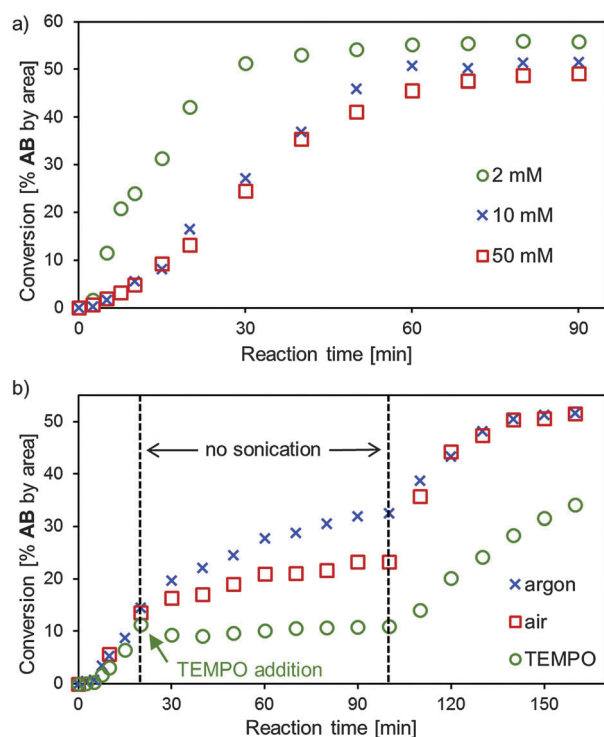 a)
60
50
40
30
20
10
0
Conversion [% AB by area]
2 mM
10 mM
50 mM
0 30 60 90
Reaction time [min]
b)
50
40
30
20
10
0
Conversion [% AB by area]
no sonication
TEMPO addition
argon
air
TEMPO
0 30 60 90 120 150
Reaction time [min]